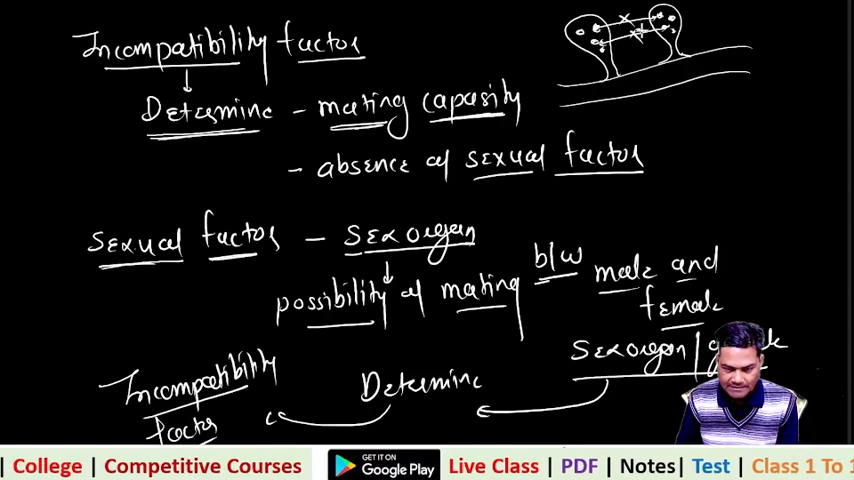 Incompatibility factor
Determine - mating capasity
- absence of sexual factor
sexual factor - Sex organ
possibility of mating b/w male and female
Sex organ/
Incompatibility factor
Determine
| College | Competitive Courses
GET IT ON
Google Play
Live Class | PDF | Notes | Test | Class 1 To 1